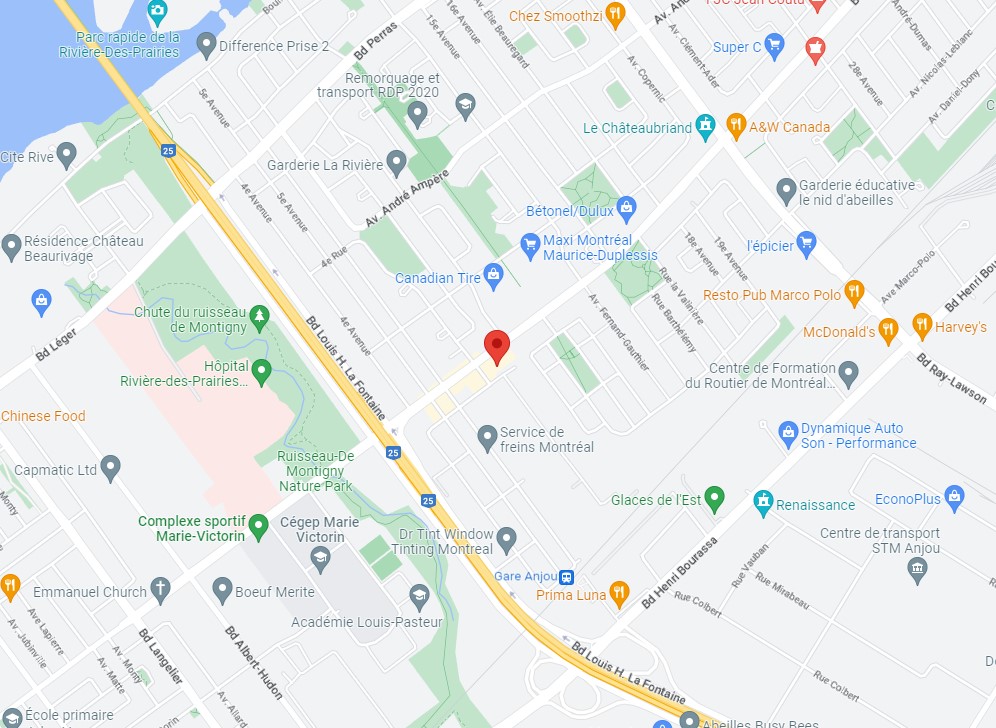 Chez Smoothzi
Parc rapide de la
Rivière-Des-Prairies
Difference Prise 2
Bd Perras
16e Avenue
15e Avenue
Av. Élie Beauregard
Av. Clément-Ader
Super C
André-Dumas
Av. Nicolas-Leblanc
Av. Daniel-Dony
28e Avenue
Av. Copernic
Remorquage et
transport RDP 2020
5e Avenue
Le Châteaubriand
A&W Canada
25
Cite Rive
Garderie La Rivière
Av. André Ampère
4e Avenue
5e Avenue
Garderie éducative
le nid d'abeilles
Bétonel/Dulux
Résidence Château
Beaurivage
4e Rue
Maxi Montréal
Maurice-Duplessis
18e Avenue
19e Avenue
l'épicier
Canadian Tire
Ave Marco-Polo
Bd Henri Bou
Rue la Valinière
Rue Barthélémy
Av. Fernand-Gauthier
Resto Pub Marco Polo
Chute du ruisseau
de Montigny
4e Avenue
Bd Louis H. La Fontaine
McDonald's
Harvey's
Bd Léger
Hôpital
Rivière-des-Prairies...
Centre de Formation
du Routier de Montréal...
Bd Ray-Lawson
Chinese Food
Service de
freins Montréal
Dynamique Auto
Son - Performance
25
Capmatic Ltd
Ruisseau-De
Montigny
Nature Park
25
Glaces de l'Est
Renaissance
EconoPlus
Monty
Complexe sportif
Marie-Victorin
Cégep Marie
Victorin
Dr Tint Window
Tinting Montreal
Centre de transport
STM Anjou
Bd Henri Bourassa
Rue Vauban
Gare Anjou
Prima Luna
Rue Mirabeau
Rue Colbert
Emmanuel Church
Boeuf Merite
Académie Louis-Pasteur
Ave Lapierre
Av. Jubinville
Av. Monty
Av. Matte
Bd Langelier
Bd Albert-Hudon
Bd Louis H. La Fontaine
Rue Colbert
Av. Allard
École primaire
Abeilles Busy Bees